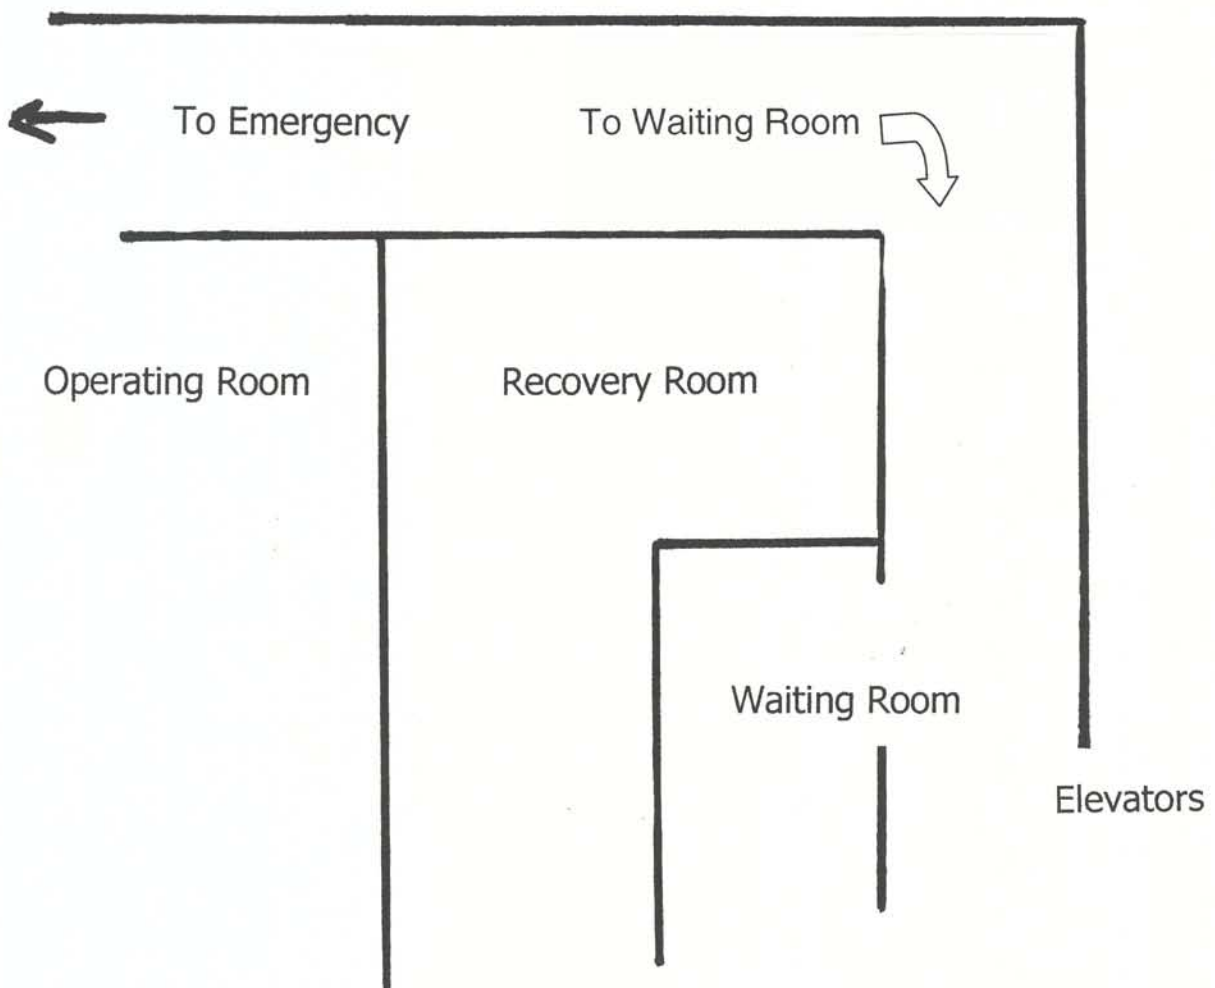 To Emergency
To Waiting Room
Operating Room
Recovery Room
Waiting Room
Elevators